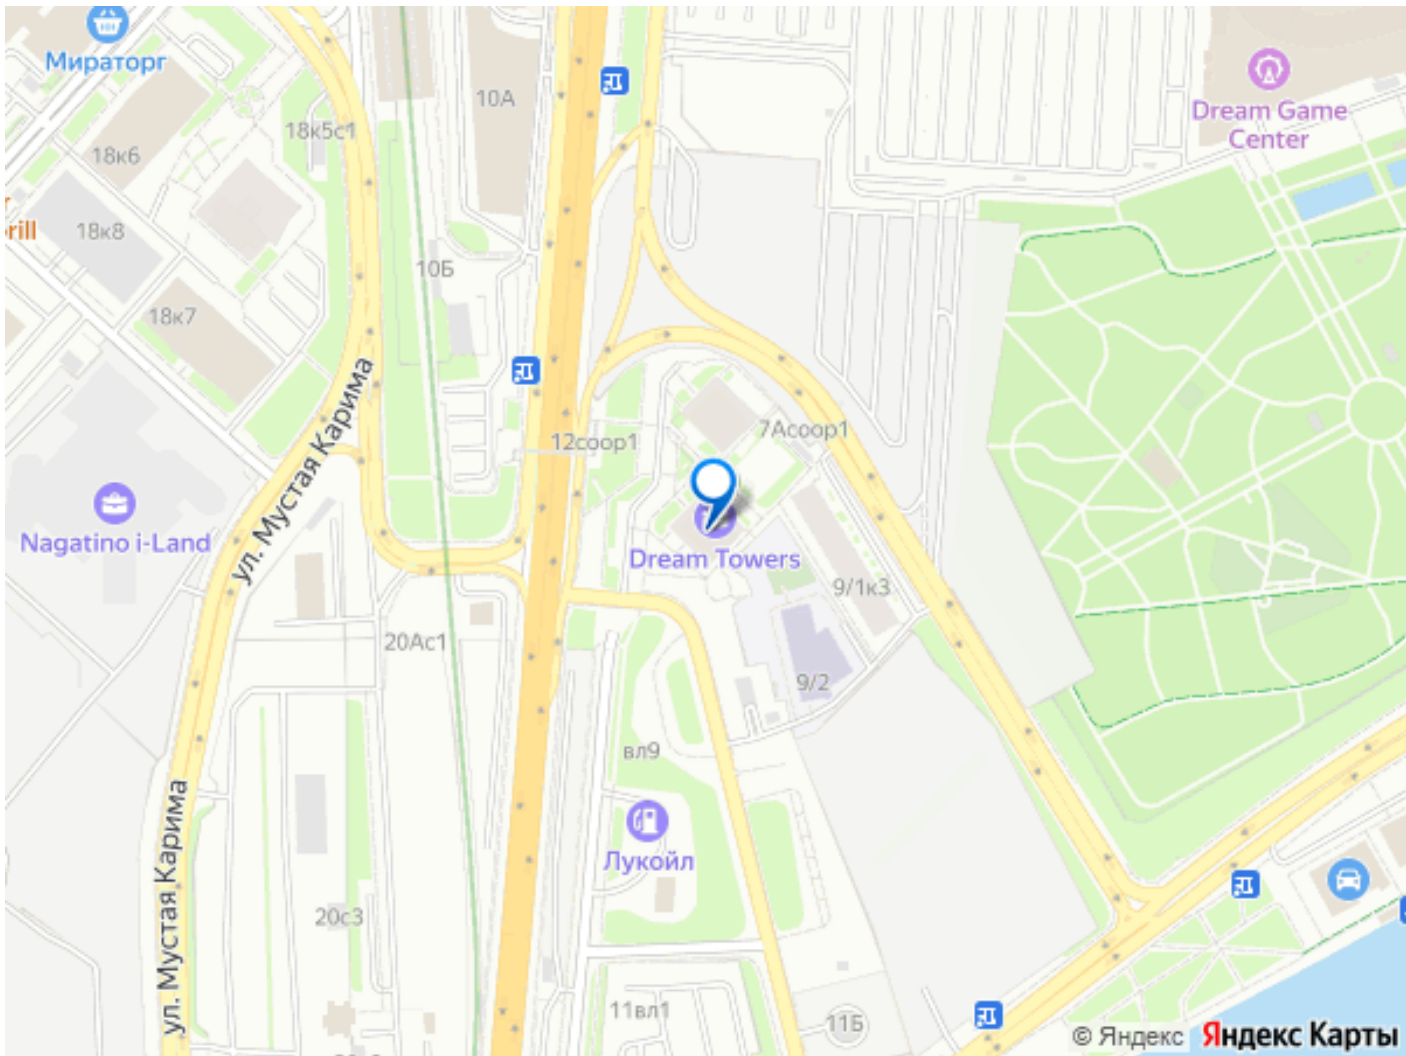 Мираторг
10А
18к5с1
18к6
Dream Game
Center
18к8
rill
10Б
18к7
ул. Мустая Карима
12соор1
7Асоор1
Nagatino i-Land
Dream Towers
9/1к3
20Ас1
9/2
вл9
ул. Мустая Карима
Лукойл
20с3
11вл1
11Б
© Яндекс Яндекс Карты